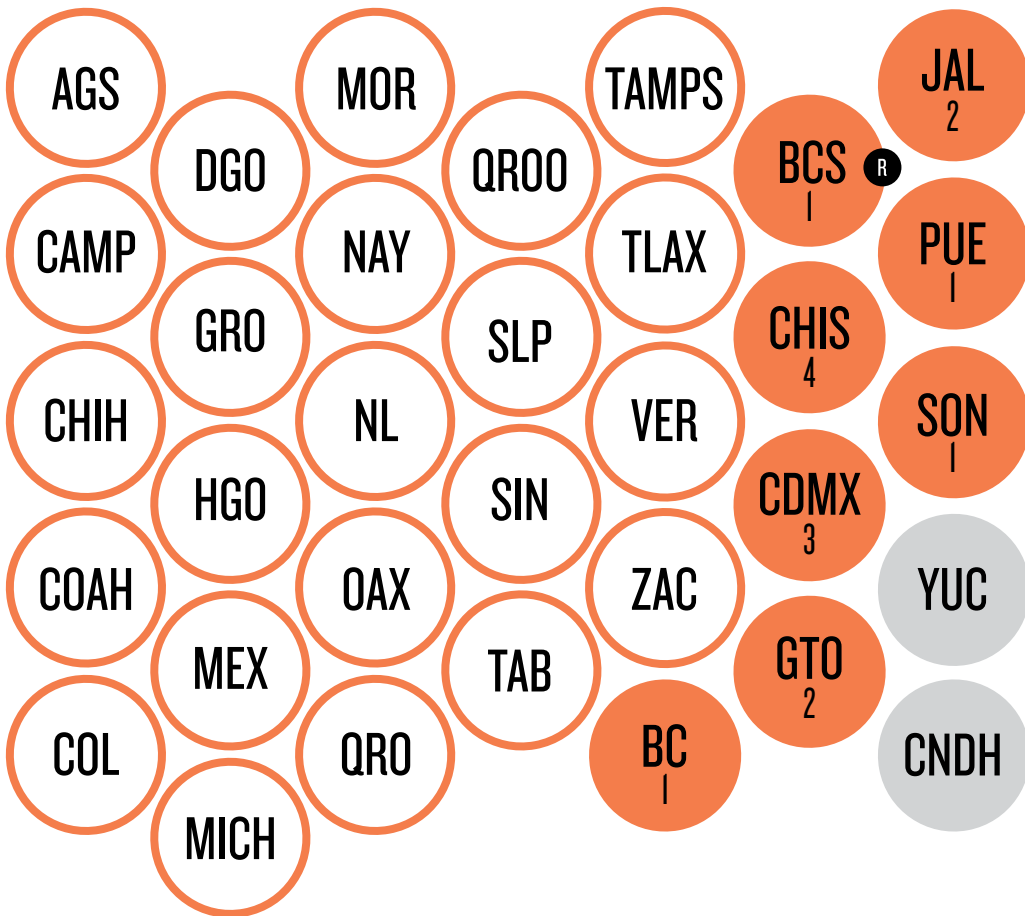 AGS
CAMP
CHIH
COAH
COL
DGO
GRO
HGO
MEX
MICH
MOR
NAY
NL
OAX
QRO
QROO
SLP
SIN
TAB
TAMPS
TLAX
VER
ZAC
BC
1
BCS
1
R
CHIS
4
CDMX
3
GTO
2
JAL
2
PUE
1
SON
1
YUC
CNDH